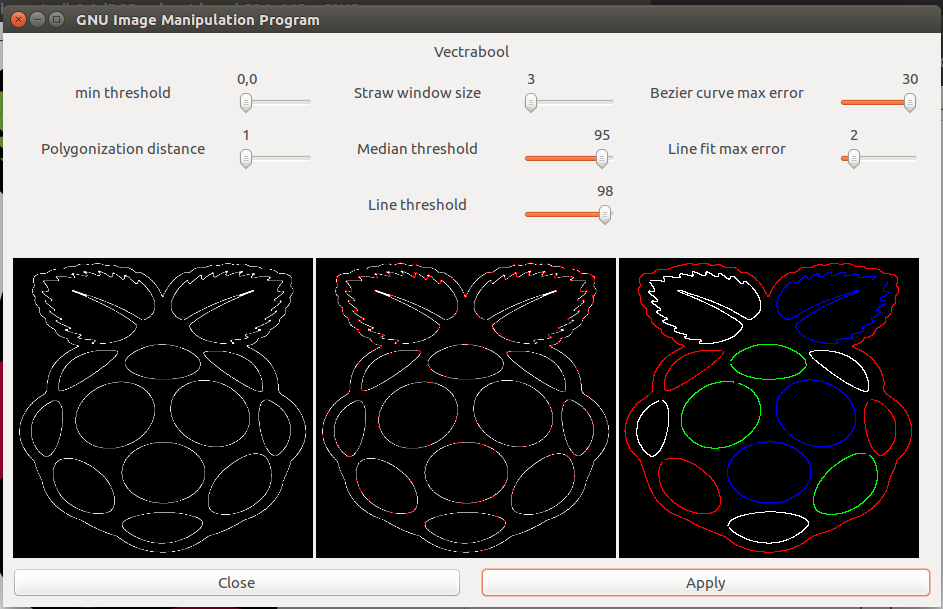 GNU Image Manipulation Program
Vectrabool
min threshold 0,0 Straw window size 3 Bezier curve max error 30
Polygonization distance 1 Median threshold 95 Line fit max error 2
Line threshold 98
Close Apply